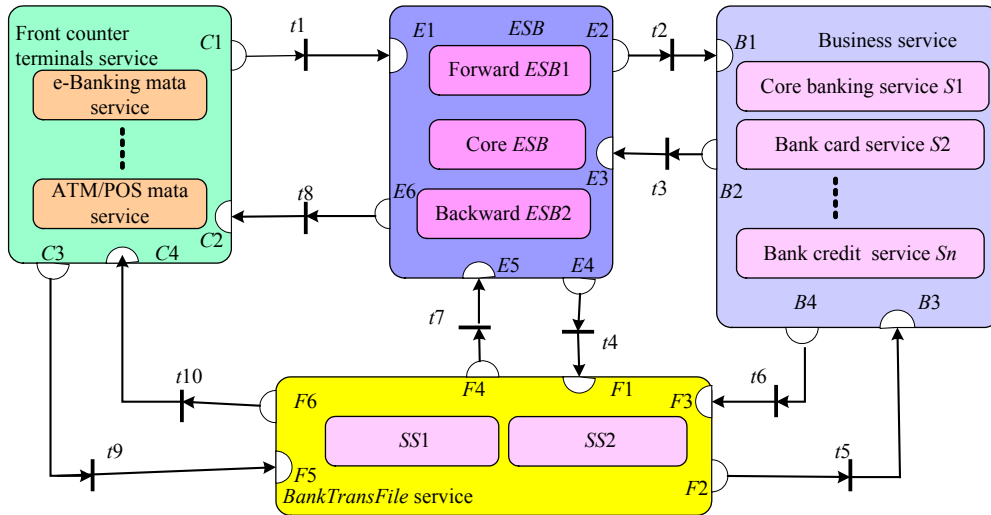 Front counter
terminals service
e-Banking mata
service
ATM/POS mata
service
C1
C2
C3
C4
t1
t8
E1
ESB
E2
Forward ESB1
Core ESB
E3
E6
Backward ESB2
E5
E4
t2
t3
B1
Business service
Core banking service S1
Bank card service S2
B2
Bank credit service Sn
B4
B3
t7
t4
t10
t6
t9
t5
F4
F1
F6
F3
SS1
SS2
F5
F2
BankTransFile service